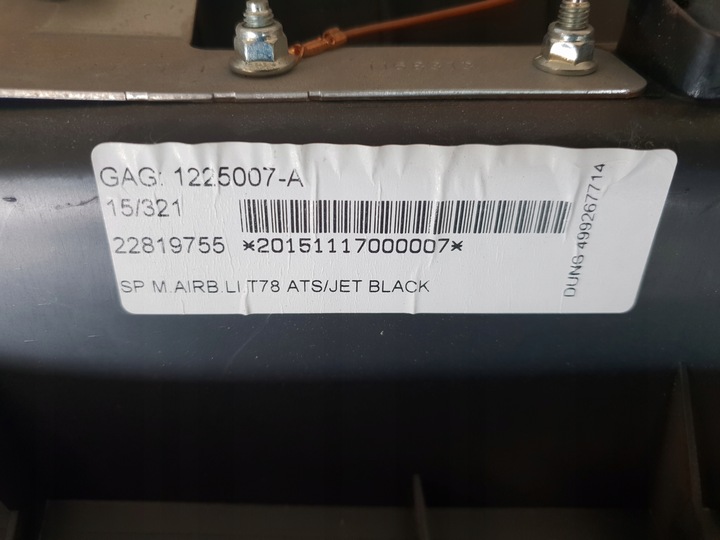 GAG: 1225007-A
15/321
22819755 *20151117000007*
SP M.AIRB.LI.T78 ATS/JET BLACK
DUNS 499267714